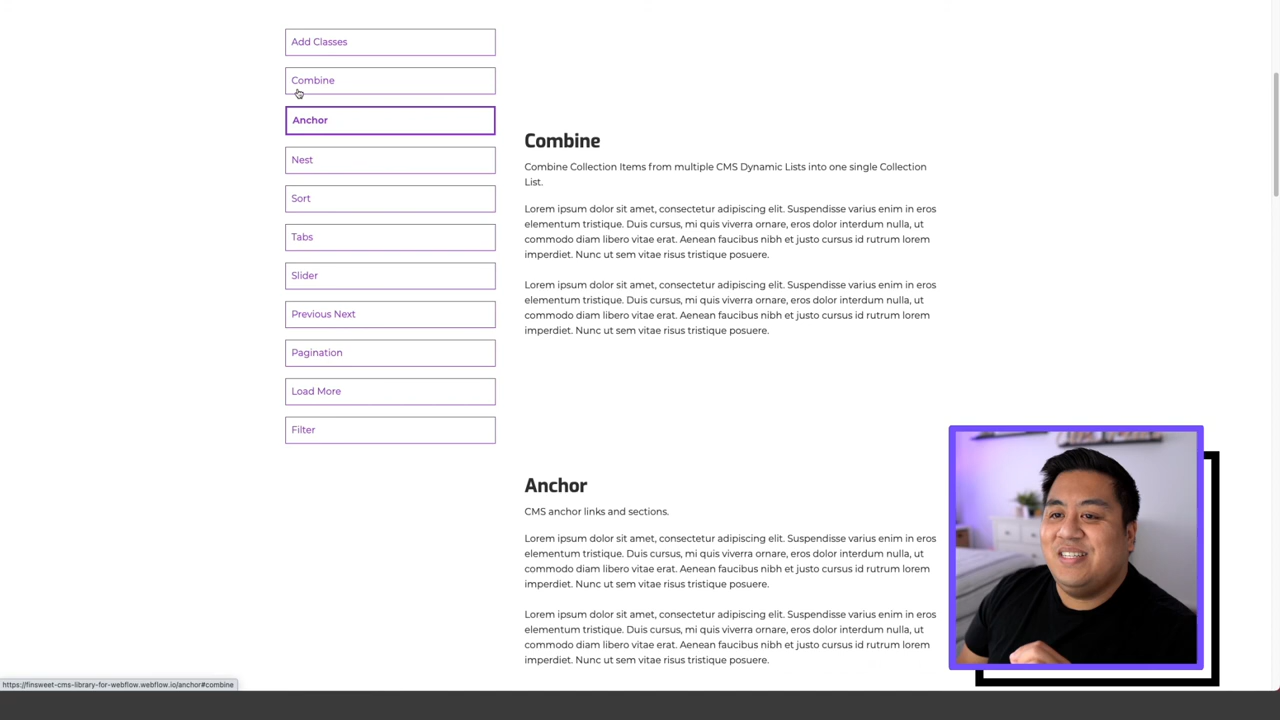 Add Classes
Combine
Anchor
Nest
Sort
Tabs
Slider
Previous Next
Pagination
Load More
Filter
Combine
Combine Collection Items from multiple CMS Dynamic Lists into one single Collection
List.
Lorem ipsum dolor sit amet, consectetur adipiscing elit. Suspendisse varius enim in eros
elementum tristique. Duis cursus, mi quis viverra ornare, eros dolor interdum nulla, ut
commodo diam libero vitae erat. Aenean faucibus nibh et justo cursus id rutrum lorem
imperdiet. Nunc ut sem vitae risus tristique posuere.
Lorem ipsum dolor sit amet, consectetur adipiscing elit. Suspendisse varius enim in eros
elementum tristique. Duis cursus, mi quis viverra ornare, eros dolor interdum nulla, ut
commodo diam libero vitae erat. Aenean faucibus nibh et justo cursus id rutrum lorem
imperdiet. Nunc ut sem vitae risus tristique posuere.
Anchor
CMS anchor links and sections.
Lorem ipsum dolor sit amet, consectetur adipiscing elit. Suspendisse varius enim in eros
elementum tristique. Duis cursus, mi quis viverra ornare, eros dolor interdum nulla, ut
commodo diam libero vitae erat. Aenean faucibus nibh et justo cursus id rutrum lorem
imperdiet. Nunc ut sem vitae risus tristique posuere.
Lorem ipsum dolor sit amet, consectetur adipiscing elit. Suspendisse varius enim in eros
elementum tristique. Duis cursus, mi quis viverra ornare, eros dolor interdum nulla, ut
commodo diam libero vitae erat. Aenean faucibus nibh et justo cursus id rutrum lorem
imperdiet. Nunc ut sem vitae risus tristique posuere.
https://finsweet-cms-library-for-webflow.webflow.io/anchor#combine